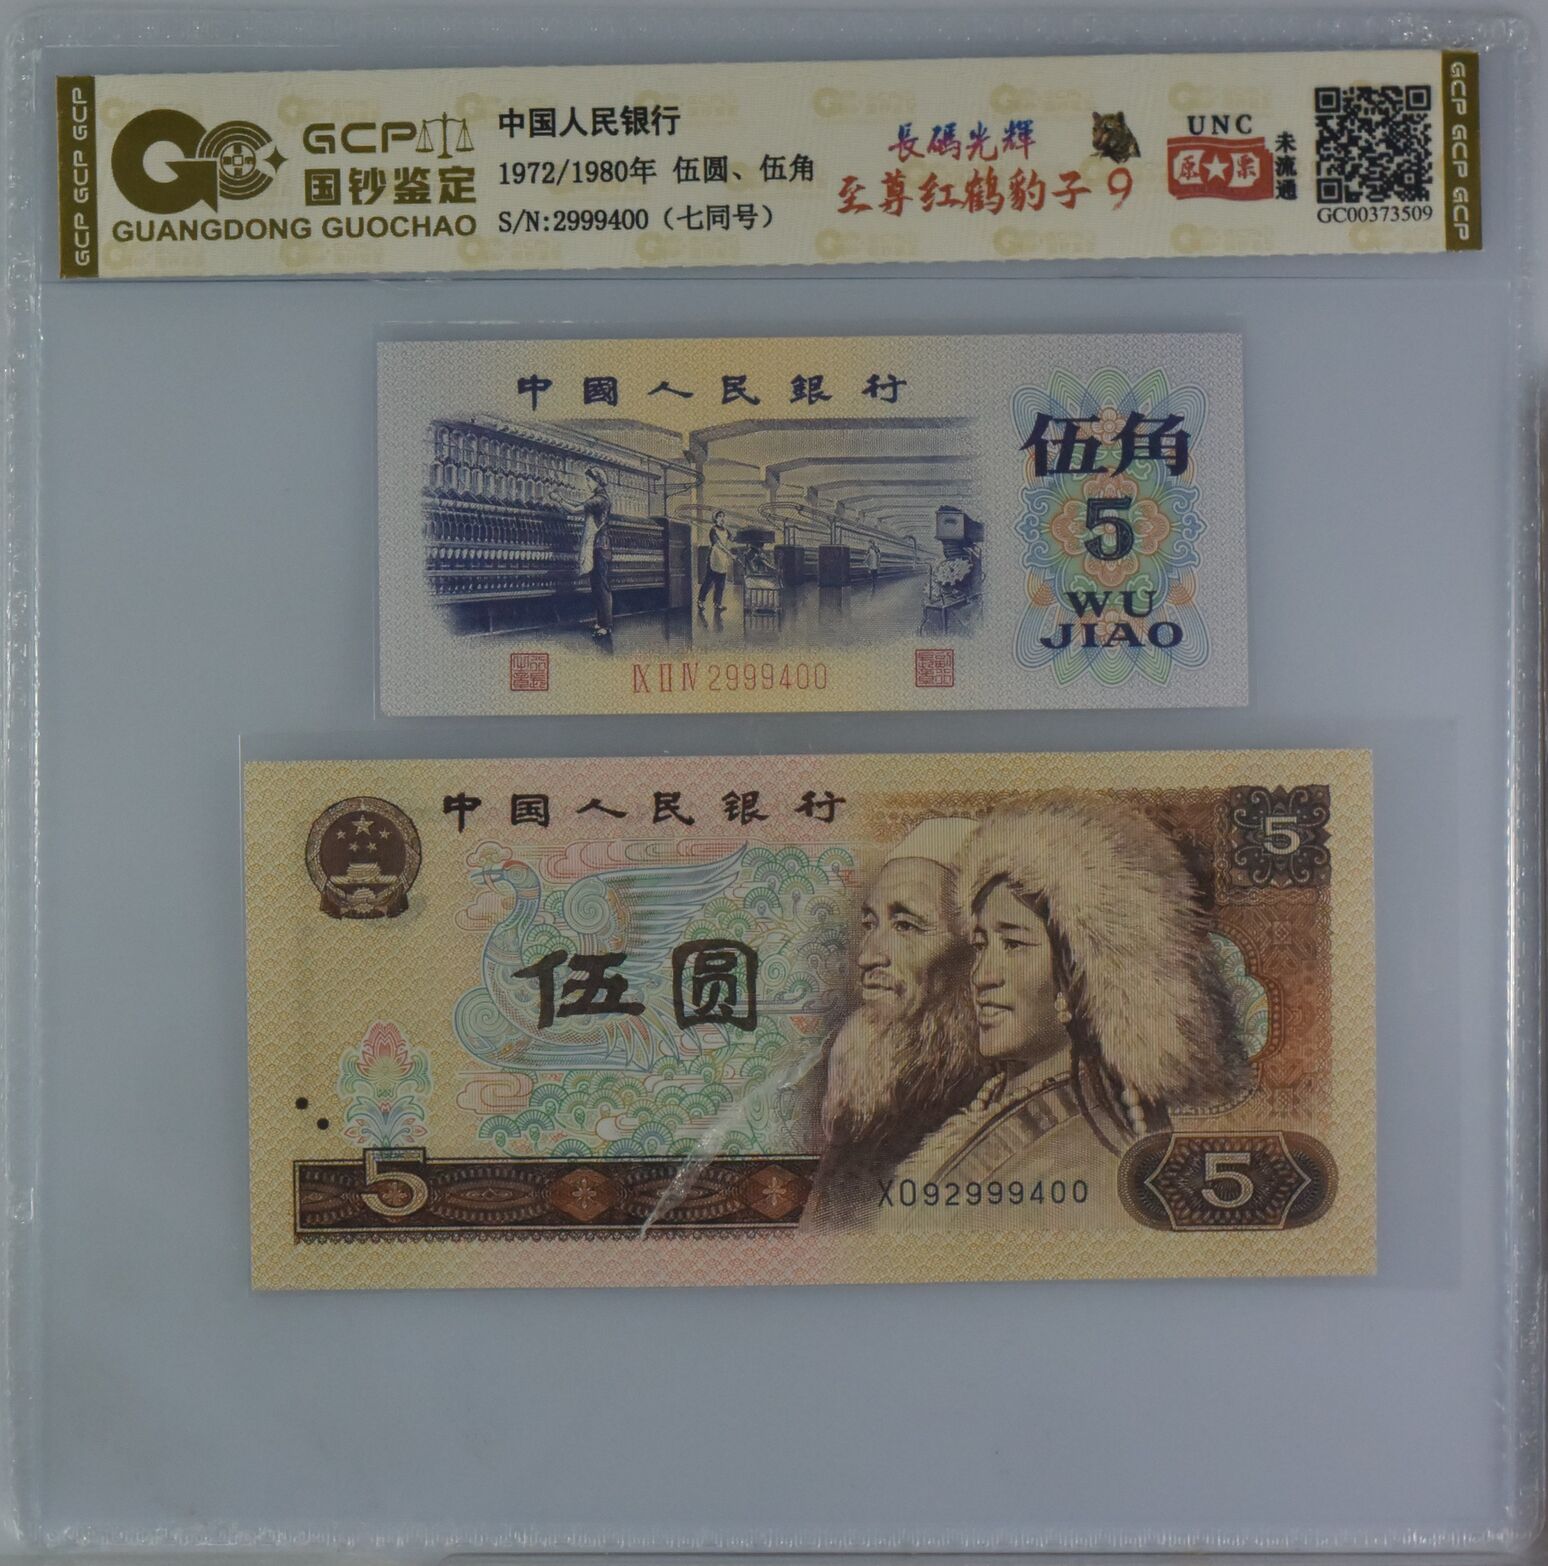 GCP GCP GCP
GCP
国钞鉴定
GUANGDONG GUOCHAO
中国人民银行
1972/1980年 伍圆、伍角
S/N:2999400（七同号）
長碼光輝
至尊红鹤豹子9
UNC
原★票
未流通
GC00373509
GCP GCP GCP
中國人民銀行
伍角
5
WU
JIAO
IX II IV 2999400
中国人民银行
5
伍圆
5
X092999400
5